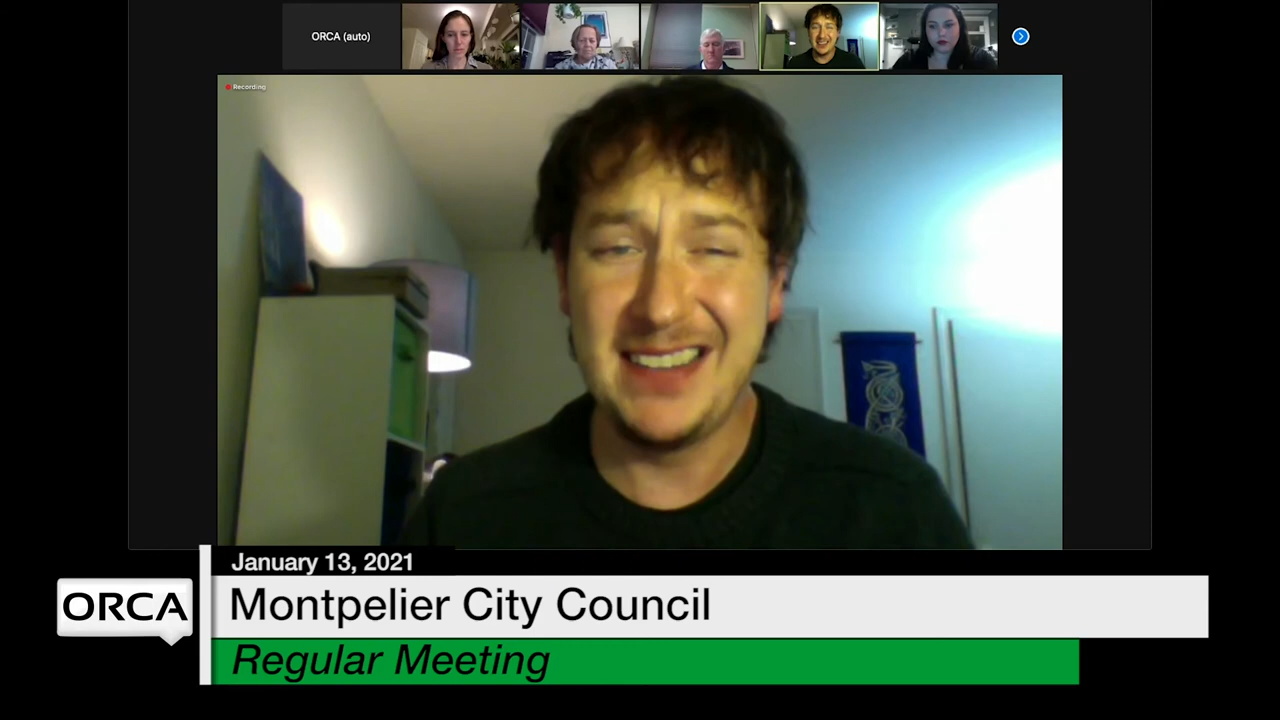 ORCA (auto)
Recording
January 13, 2021
ORCA
Montpelier City Council
Regular Meeting